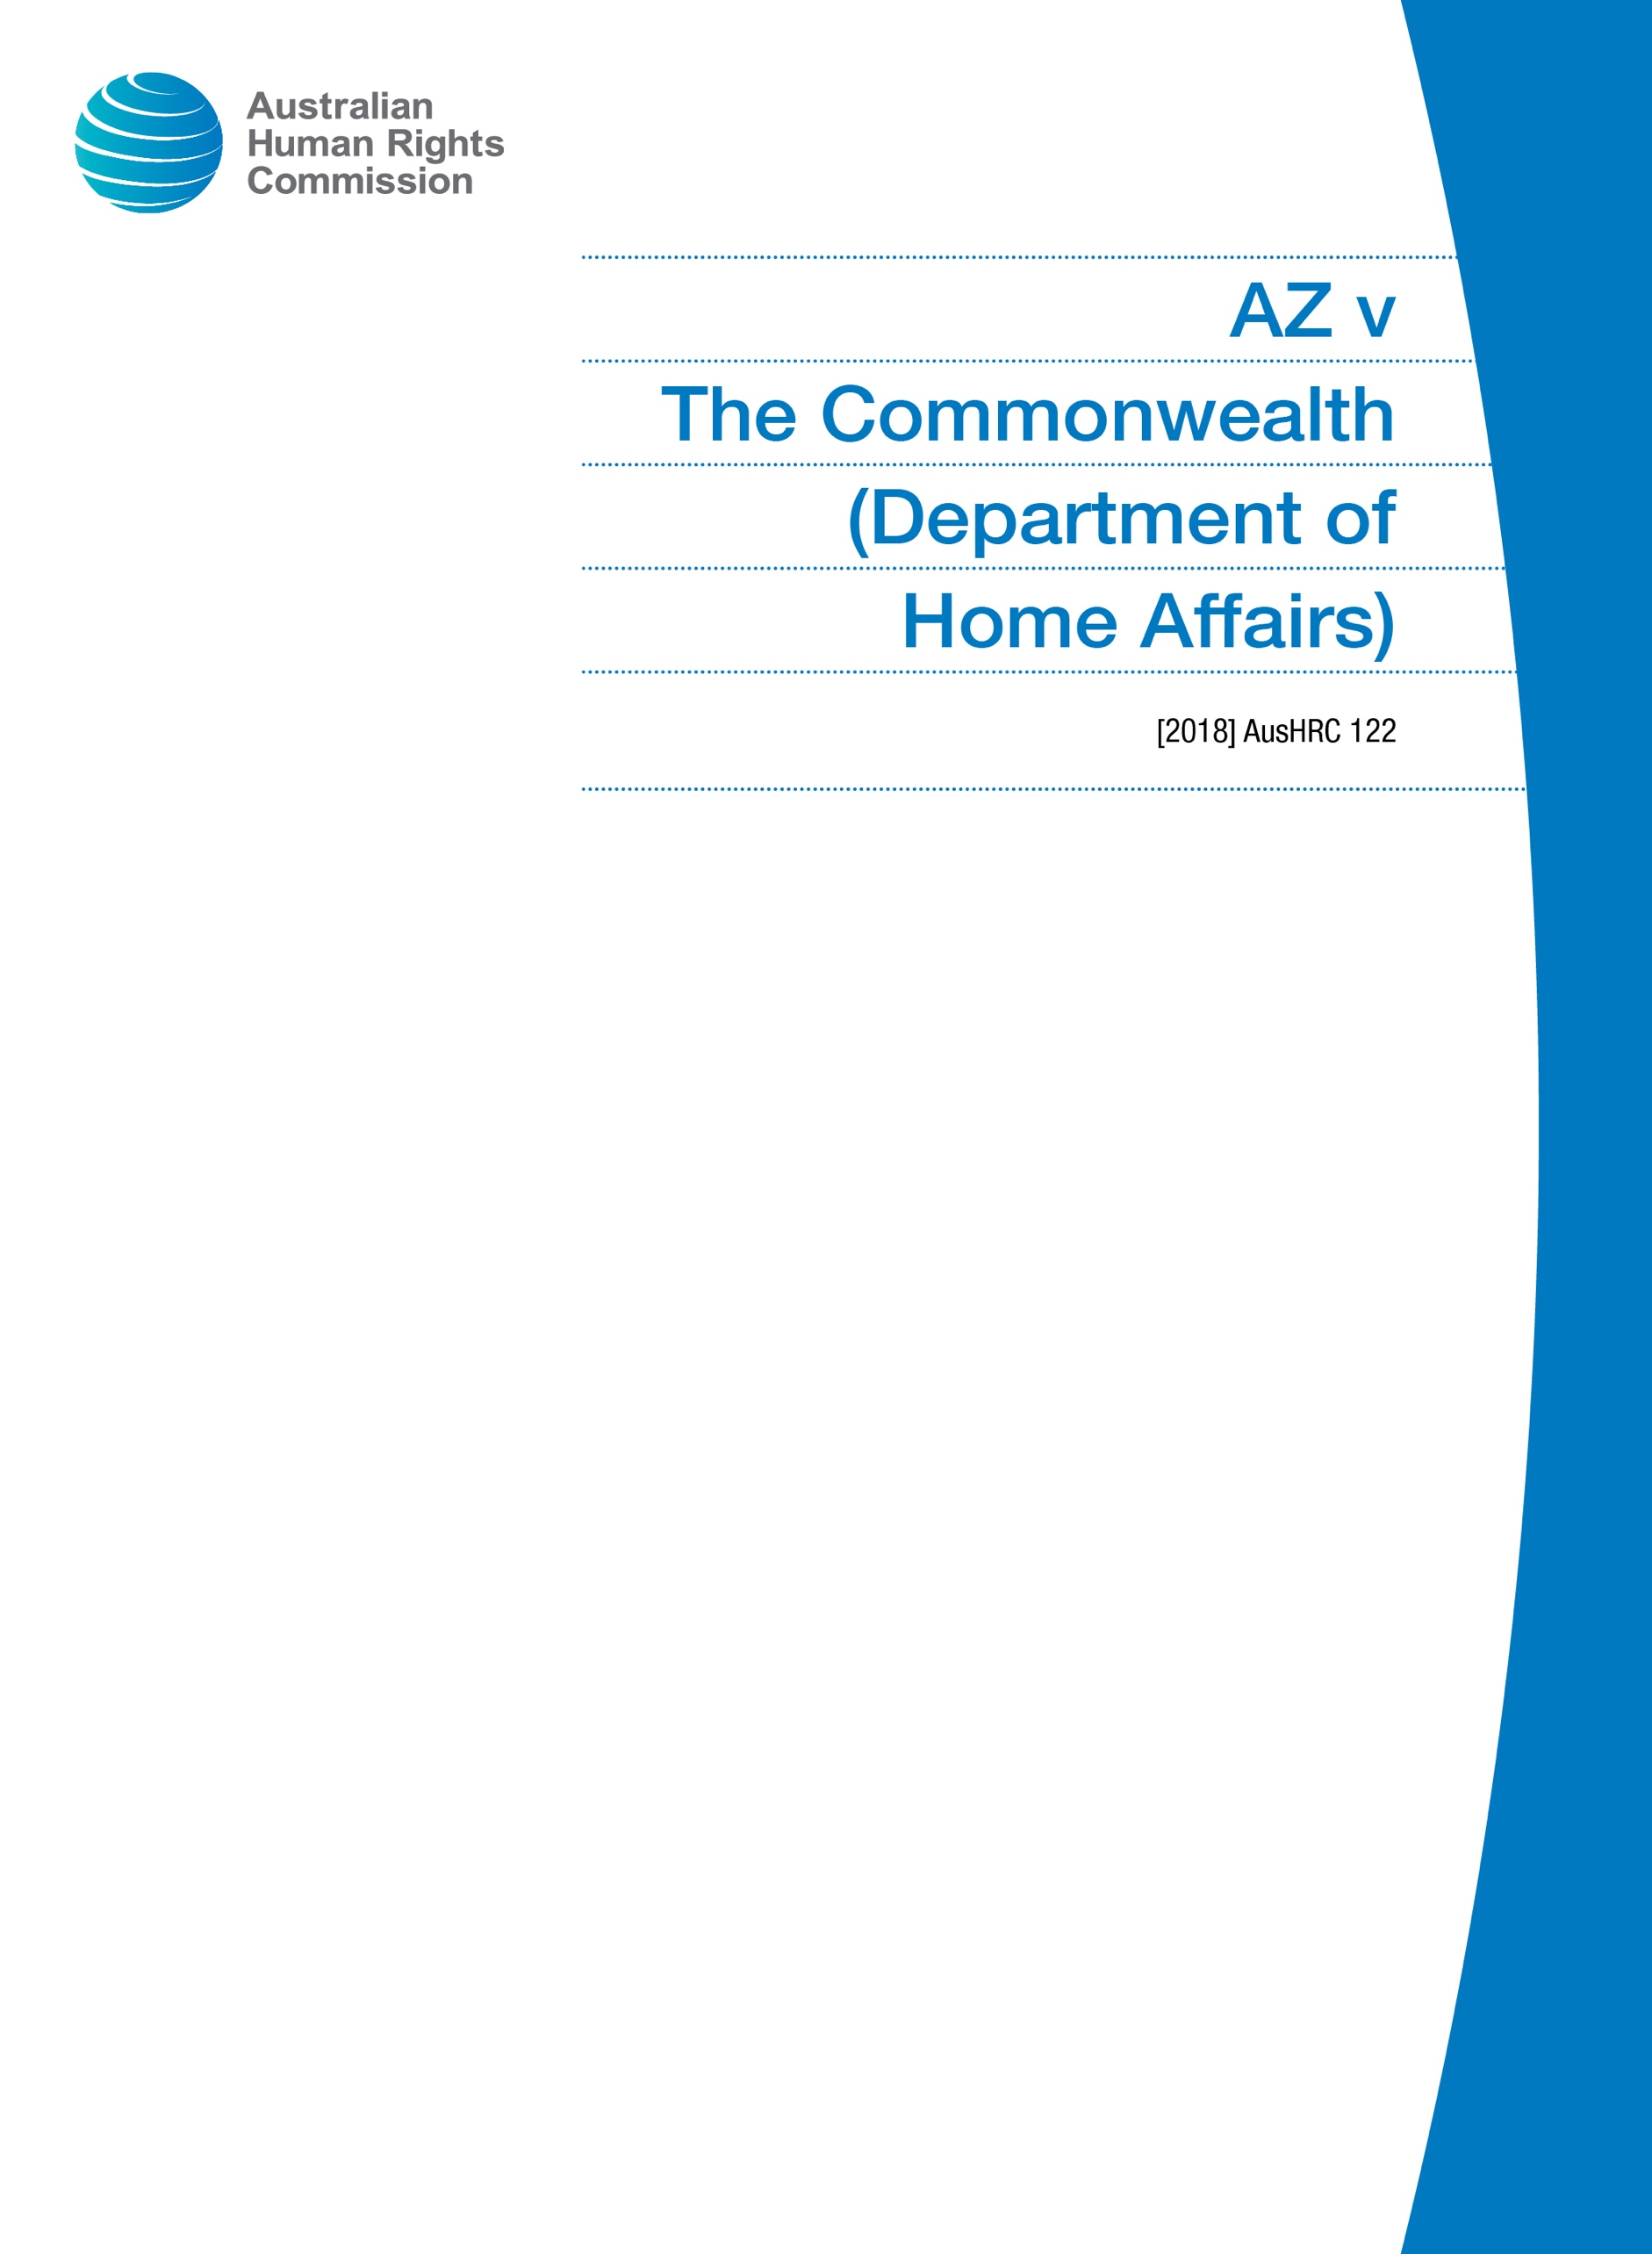 Australian
Human Rights
Commission
AZ v
The Commonwealth
(Department of
Home Affairs)
[2018] AusHRC 122